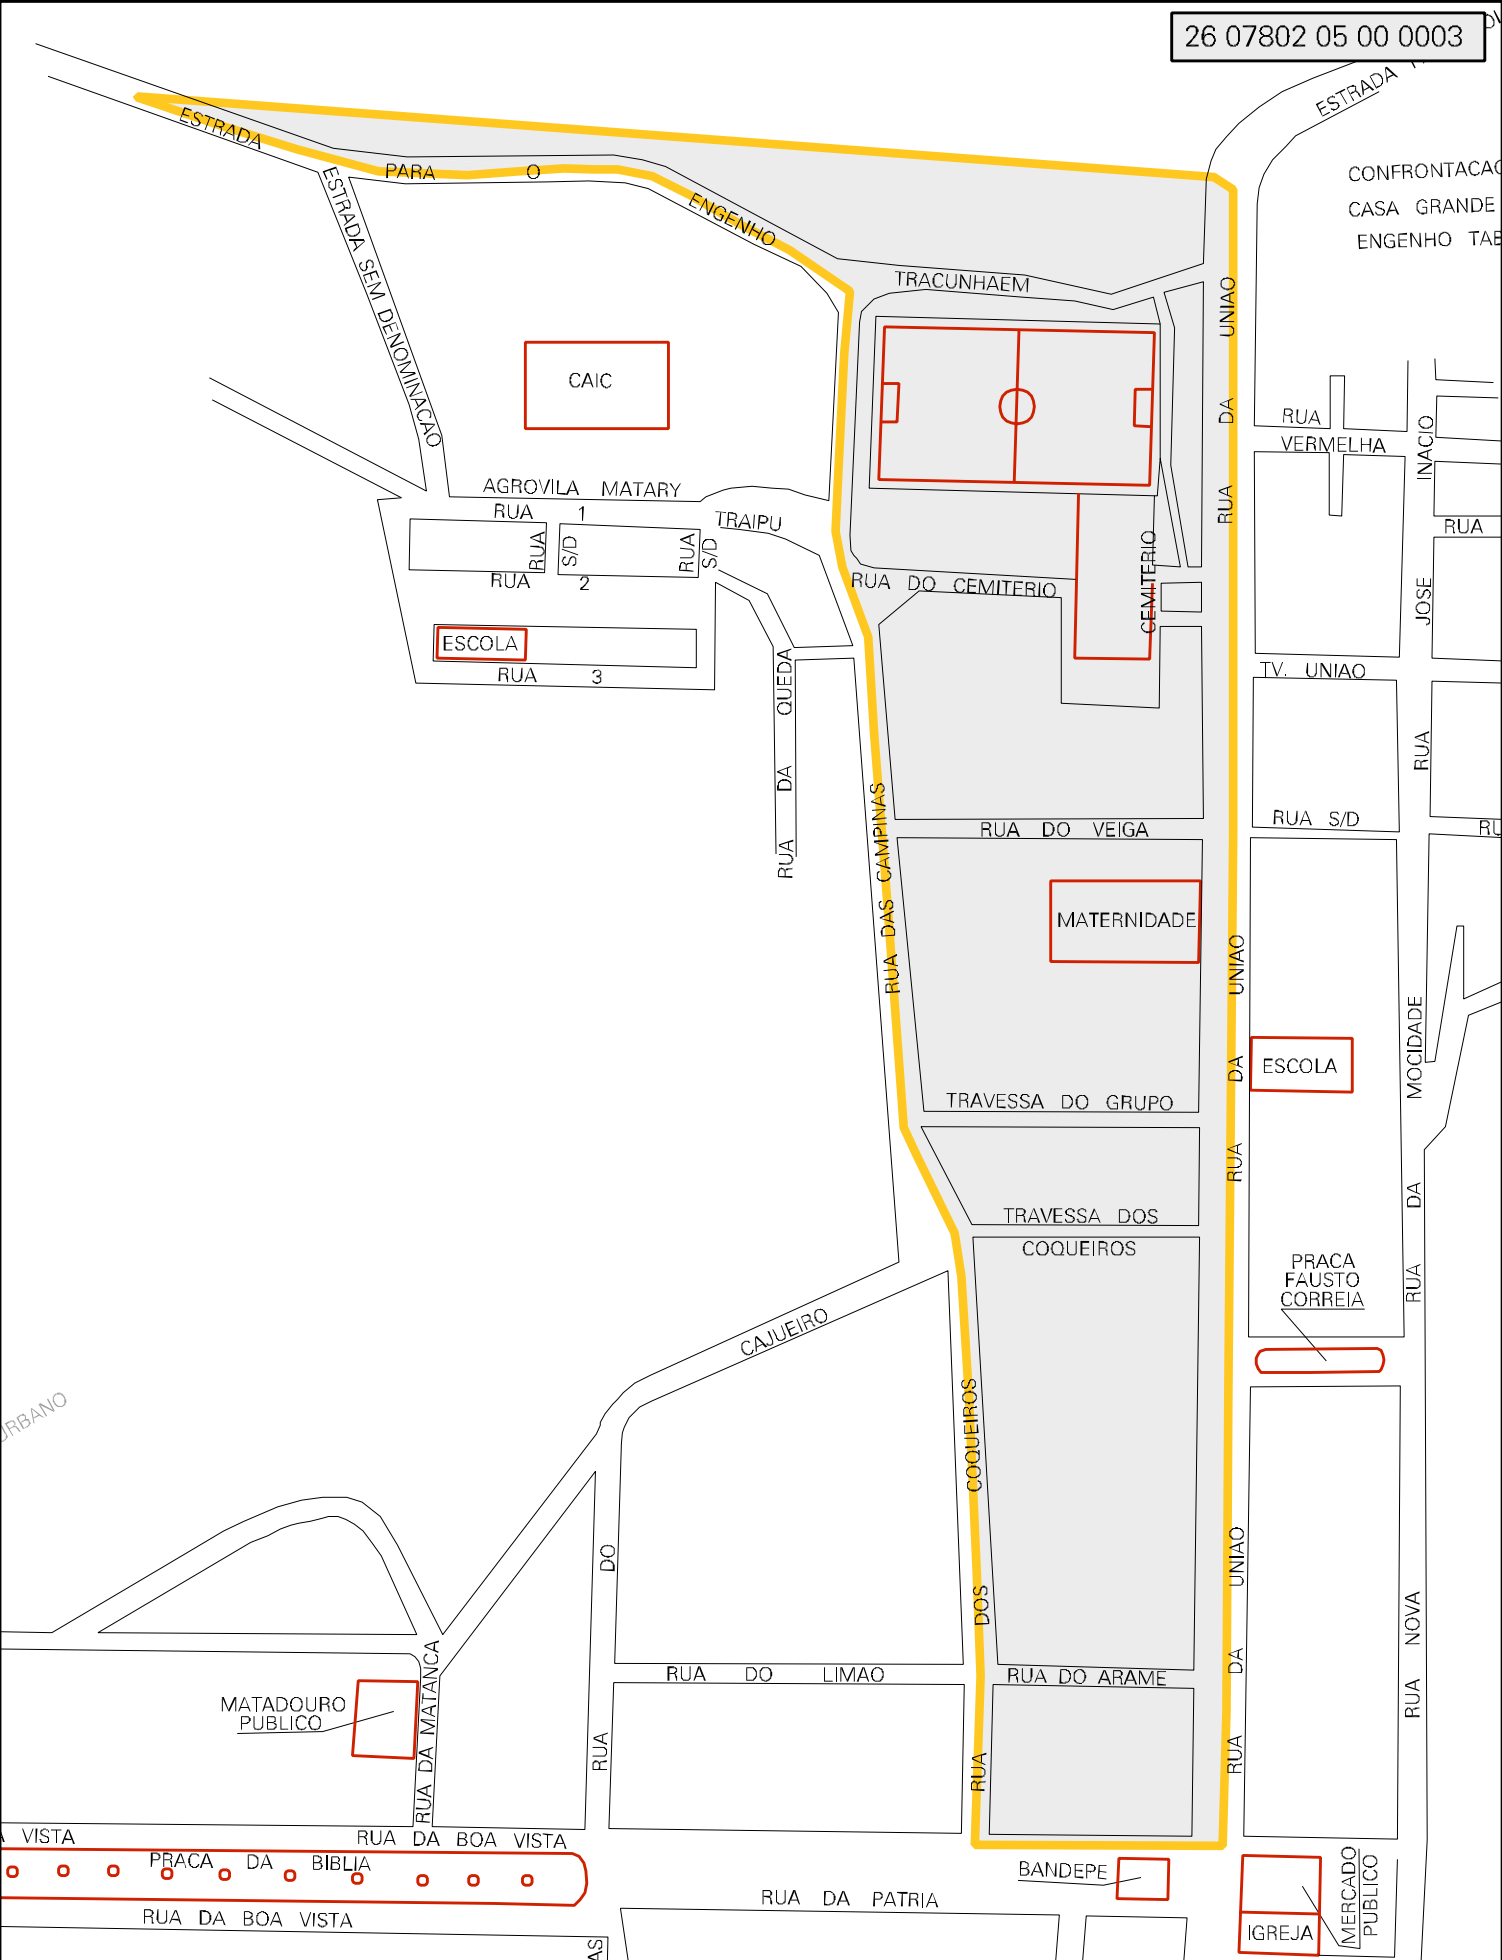 26 07802 05 00 0003
ESTRADA
CONFRONTACAO
CASA GRANDE
ENGENHO
ESTRADA PARA O ENGENHO
TRACUNHAEM
ESTRADA SEM DENOMINACAO
CAIC
RUA DA UNIAO
RUA
VERMELHA
INACIO
JOSE
RUA
RUA
AGROVILA MATARY
RUA 1
TRAIPU
RUA
S/D
RUA
S/D
RUA 2
RUA DO CEMITERIO
CEMITERIO
ESCOLA
RUA 3
TV. UNIAO
RUA DA QUEDA
RUA DAS CAMPINAS
RUA DO VEIGA
RUA S/D
MATERNIDADE
RUA DA UNIAO
ESCOLA
RUA DA MOCIDADE
TRAVESSA DO GRUPO
TRAVESSA DOS
COQUEIROS
PRACA
FAUSTO
CORREIA
RUA DO CAJUEIRO
URBANO
RUA DOS COQUEIROS
RUA DA UNIAO
RUA NOVA
RUA DO LIMAO
RUA DO ARAME
MATADOURO
PUBLICO
RUA DA MATANCA
VISTA
RUA DA BOA VISTA
PRACA DA BIBLIA
RUA DA BOA VISTA
RUA DA PATRIA
BANDEPE
MERCADO
PUBLICO
IGREJA